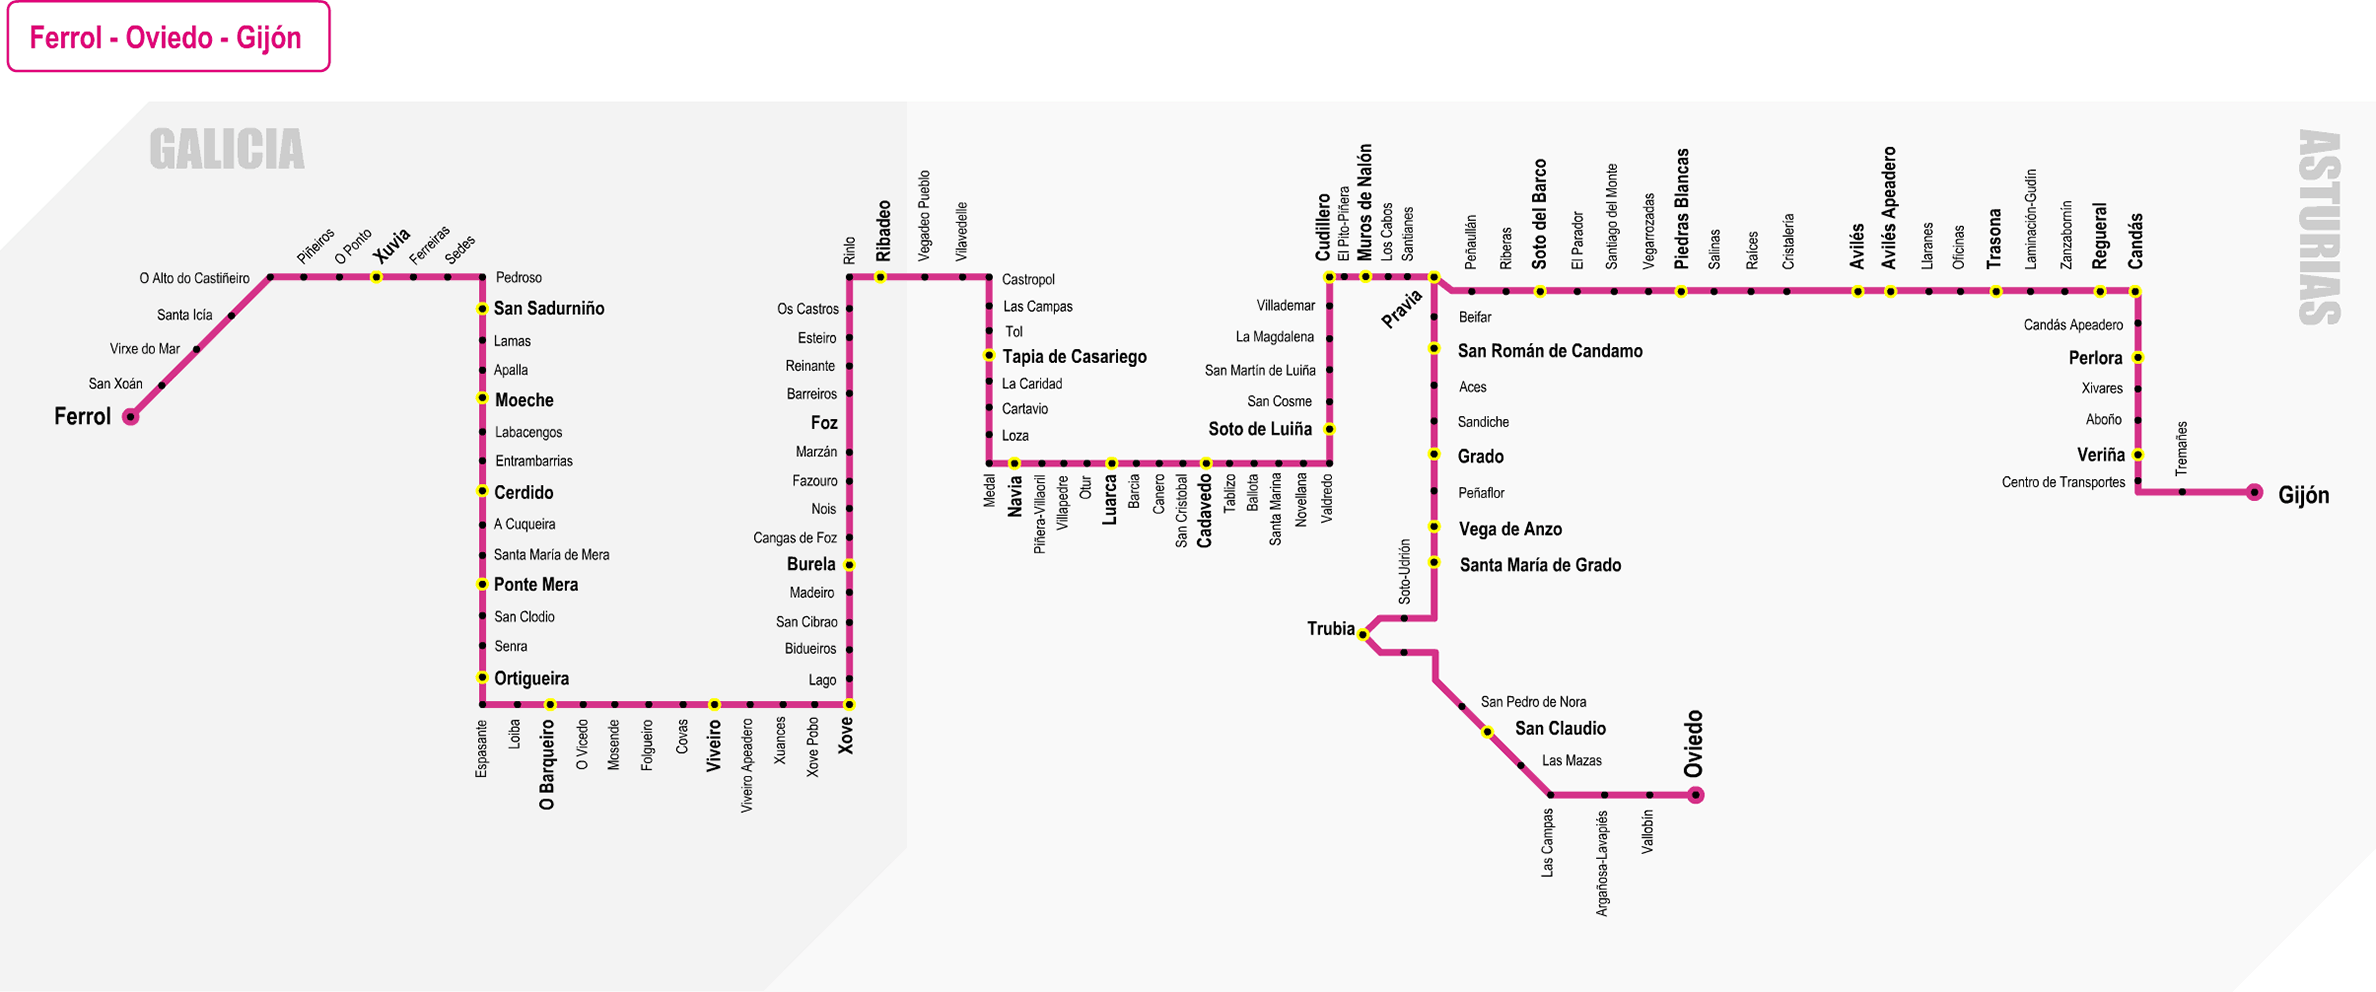 Ferrol - Oviedo - Gijón
GALICIA
ASTURIAS
Ferrol
San Xoán
Virxe do Mar
Santa Icía
O Alto do Castiñeiro
Piñeiros
O Ponto
Xuvia
Ferreiras
Sedes
Pedroso
San Sadurniño
Lamas
Apalla
Moeche
Labacengos
Entrambarrias
Cerdido
A Cuqueira
Santa María de Mera
Ponte Mera
San Clodio
Senra
Ortigueira
Espasante
Loiba
O Barqueiro
O Vicedo
Mosende
Folgueiro
Covas
Viveiro
Viveiro Apeadero
Xuances
Xove Pobo
Xove
Lago
Bidueiros
San Cibrao
Madeiro
Burela
Cangas de Foz
Nois
Fazouro
Marzán
Foz
Barreiros
Reinante
Esteiro
Os Castros
Rinlo
Ribadeo
Vegadeo Pueblo
Vilavedelle
Castropol
Las Campas
Tol
Tapia de Casariego
La Caridad
Cartavio
Loza
Medal
Navia
Piñera-Villaoril
Villapedre
Otur
Luarca
Barcia
Canero
San Cristobal
Cadavedo
Tablizo
Ballota
Santa Marina
Novellana
Valdredo
Soto de Luiña
San Cosme
San Martín de Luiña
La Magdalena
Villademar
Cudillero
El Pito-Piñera
Muros de Nalón
Los Cabos
Santianes
Pravia
Peñaullán
Riberas
Soto del Barco
El Parador
Santiago del Monte
Vegarrozadas
Piedras Blancas
Salinas
Raíces
Cristalería
Avilés
Avilés Apeadero
Llaranes
Oficinas
Trasona
Laminación-Gudín
Zanzabornín
Regueral
Candás
Candás Apeadero
Perlora
Xivares
Aboño
Veriña
Centro de Transportes
Tremañes
Gijón
Beifar
San Román de Candamo
Aces
Sandiche
Grado
Peñaflor
Vega de Anzo
Santa María de Grado
Soto-Udrión
Trubia
San Pedro de Nora
San Claudio
Las Mazas
Las Campas
Argañosa-Lavapiés
Vallobín
Oviedo